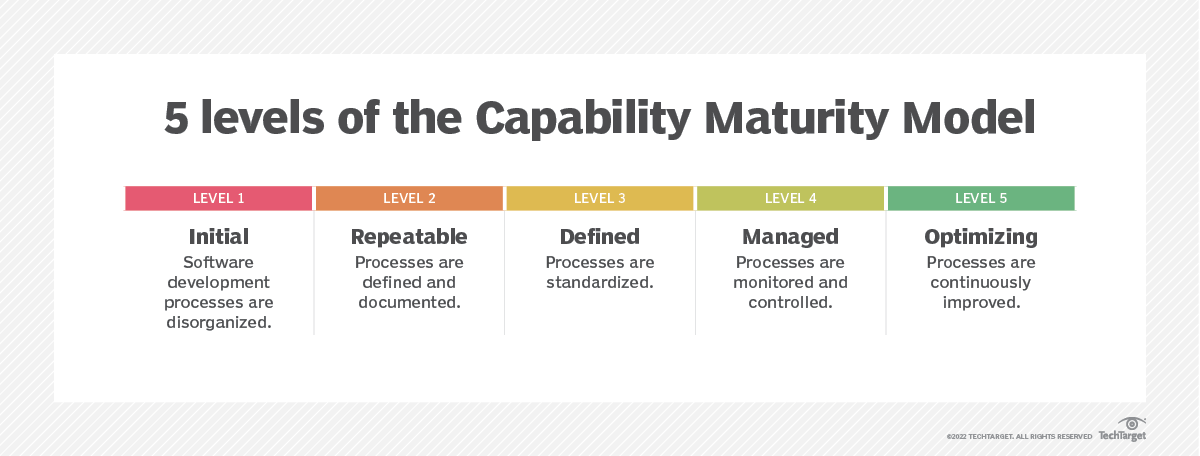 5 levels of the Capability Maturity Model
LEVEL 1
Initial
Software
development
processes are
disorganized.
LEVEL 2
Repeatable
Processes are
defined and
documented.
LEVEL 3
Defined
Processes are
standardized.
LEVEL 4
Managed
Processes are
monitored and
controlled.
LEVEL 5
Optimizing
Processes are
continuously
improved.
©2022 TECHTARGET. ALL RIGHTS RESERVED
TechTarget